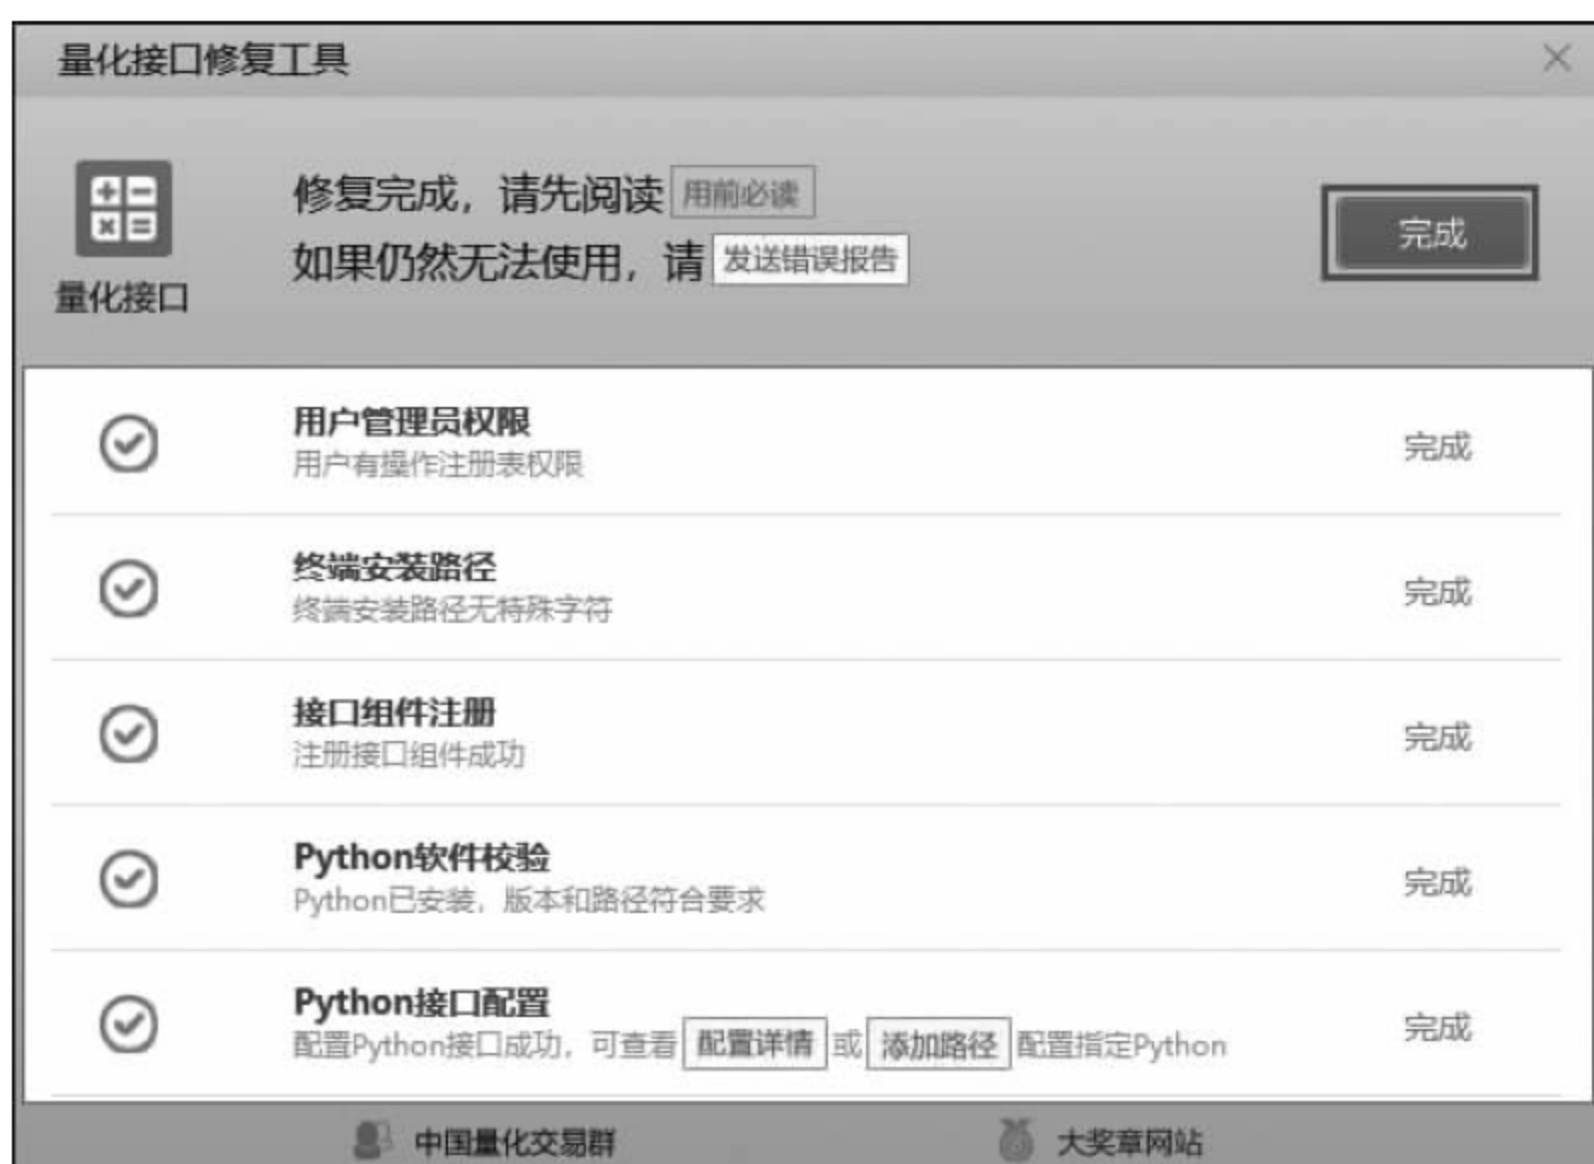 量化接口修复工具
修复完成，请先阅读 用前必读
如果仍然无法使用，请 发送错误报告
完成
量化接口
用户管理员权限
用户有操作注册表权限
完成
终端安装路径
终端安装路径无特殊字符
完成
接口组件注册
注册接口组件成功
完成
Python软件校验
Python已安装，版本和路径符合要求
完成
Python接口配置
配置Python接口成功，可查看 配置详情 或 添加路径 配置指定Python
完成
中国量化交易群
大奖章网站